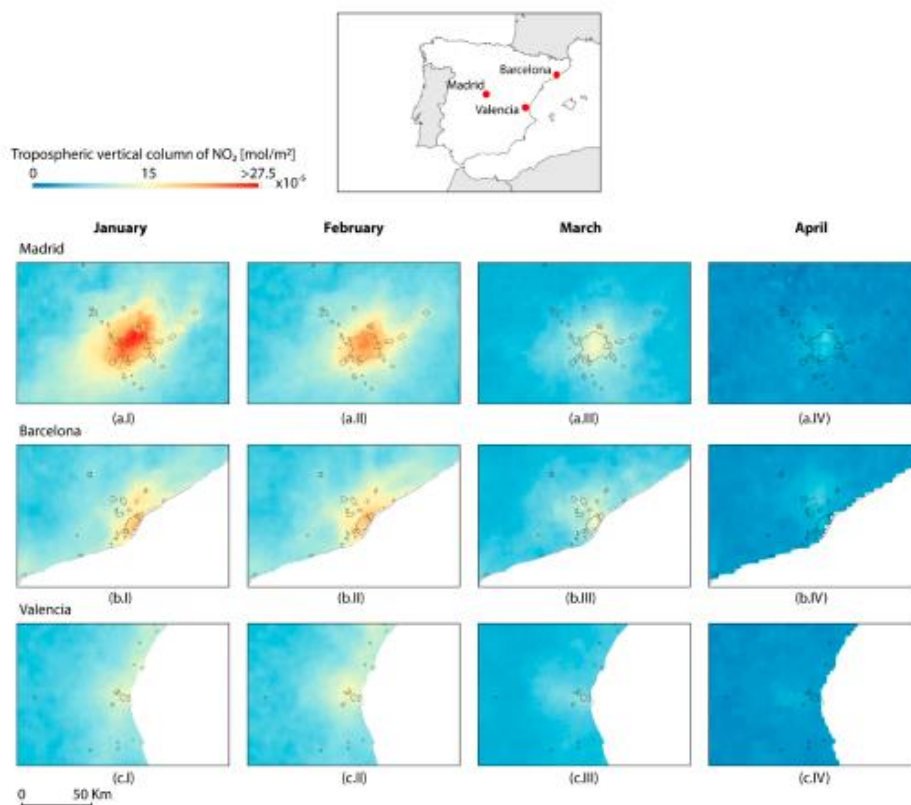 Barcelona
Madrid
Valencia
Tropospheric vertical column of NO₂ [mol/m²]
0 15 >27.5
x10⁻⁵
January February March April
Madrid
(a.I) (a.II) (a.III) (a.IV)
Barcelona
(b.I) (b.II) (b.III) (b.IV)
Valencia
(c.I) (c.II) (c.III) (c.IV)
0 50 Km